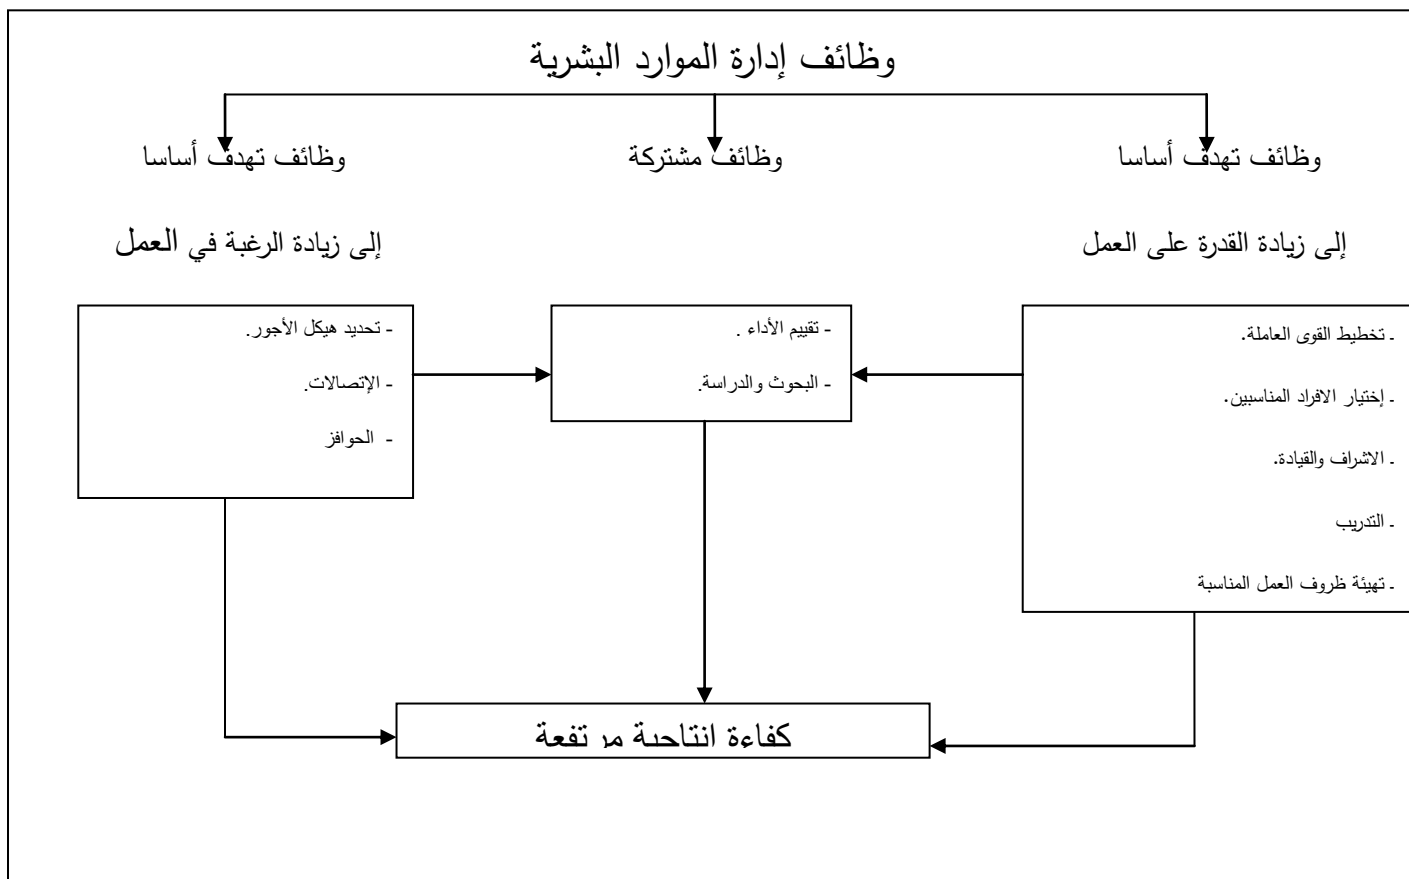 وظائف إدارة الموارد البشرية
وظائف تهدف أساسا
إلى زيادة القدرة على العمل
- تخطيط القوى العاملة.
- إختيار الافراد المناسبين.
- الاشراف والقيادة.
- التدريب
- تهيئة ظروف العمل المناسبة
وظائف مشتركة
- تقييم الأداء .
- البحوث والدراسة.
وظائف تهدف أساسا
إلى زيادة الرغبة في العمل
- تحديد هيكل الأجور.
- الإتصالات.
- الحوافز
كفاءة انتاجية مرتفعة